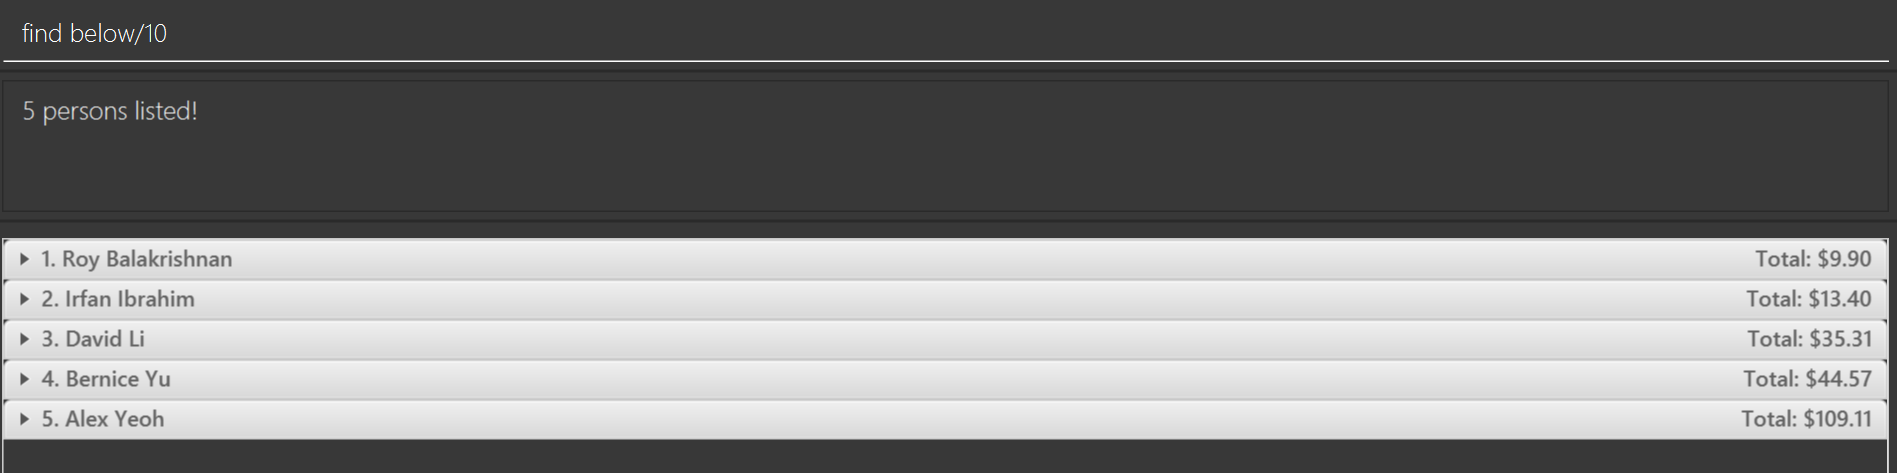 find below/10
5 persons listed!
1. Roy Balakrishnan Total: $9.90
2. Irfan Ibrahim Total: $13.40
3. David Li Total: $35.31
4. Bernice Yu Total: $44.57
5. Alex Yeoh Total: $109.11